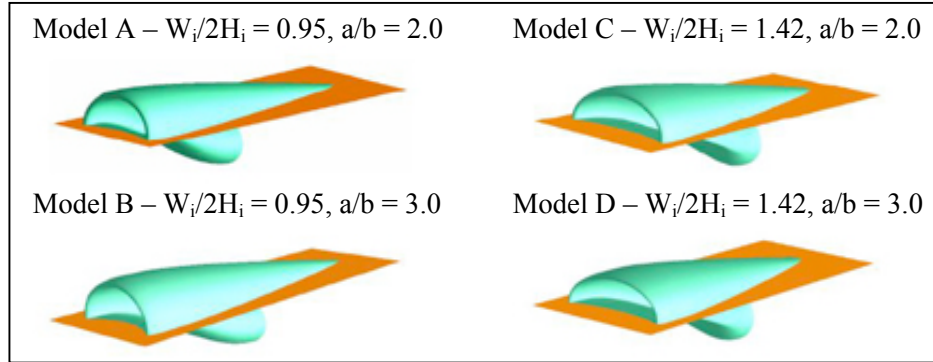 Model A – Wi/2Hi = 0.95, a/b = 2.0
Model C – Wi/2Hi = 1.42, a/b = 2.0
Model B – Wi/2Hi = 0.95, a/b = 3.0
Model D – Wi/2Hi = 1.42, a/b = 3.0